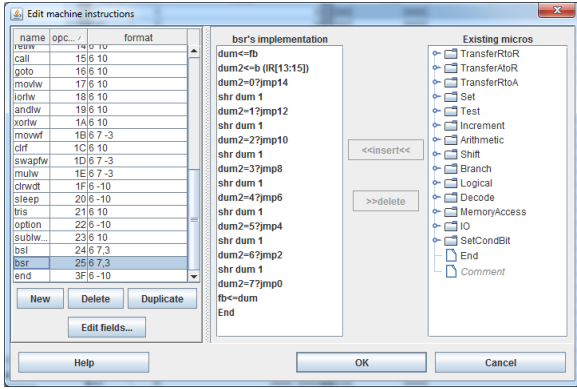 Edit machine instructions
name opc... format
retlw 14 6 10
call 15 6 10
goto 16 6 10
movlw 17 6 10
iorlw 18 6 10
andlw 19 6 10
xorlw 1A 6 10
movwf 1B 6 7 -3
clrf 1C 6 10
swapfw 1D 6 7 -3
mulw 1E 6 7 -3
clrwdt 1F 6 -10
sleep 20 6 -10
tris 21 6 10
option 22 6 -10
sublw... 23 6 10
bsl 24 6 7,3
bsr 25 6 7,3
end 3F 6 -10
New Delete Duplicate
Edit fields...
bsr's implementation
dum<=fb
dum2<=b (IR[13:15])
dum2=0?jmp14
shr dum 1
dum2=1?jmp12
shr dum 1
dum2=2?jmp10
shr dum 1
dum2=3?jmp8
shr dum 1
dum2=4?jmp6
shr dum 1
dum2=5?jmp4
shr dum 1
dum2=6?jmp2
shr dum 1
dum2=7?jmp0
fb<=dum
End
<<insert<<
>>delete
Existing micros
TransferRtoR
TransferAtoR
TransferRtoA
Set
Test
Increment
Arithmetic
Shift
Branch
Logical
Decode
MemoryAccess
IO
SetCondBit
End
Comment
Help OK Cancel